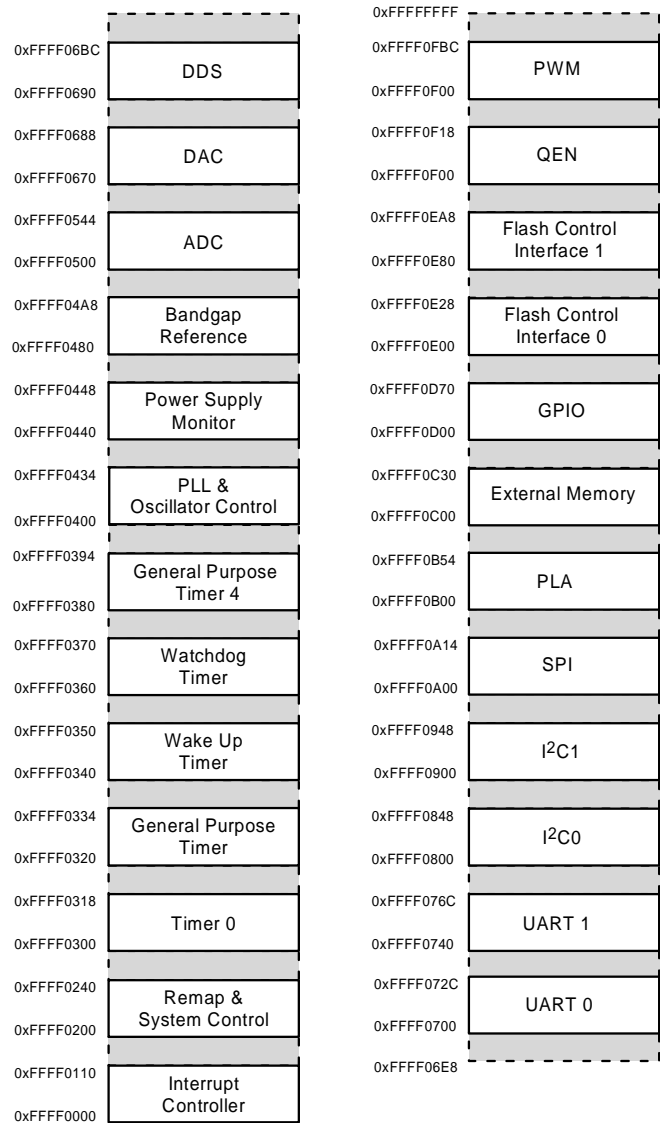 0xFFFF06BC
DDS
0xFFFF0690
0xFFFF0688
DAC
0xFFFF0670
0xFFFF0544
ADC
0xFFFF0500
0xFFFF04A8
Bandgap
Reference
0xFFFF0480
0xFFFF0448
Power Supply
Monitor
0xFFFF0440
0xFFFF0434
PLL &
Oscillator Control
0xFFFF0400
0xFFFF0394
General Purpose
Timer 4
0xFFFF0380
0xFFFF0370
Watchdog
Timer
0xFFFF0360
0xFFFF0350
Wake Up
Timer
0xFFFF0340
0xFFFF0334
General Purpose
Timer
0xFFFF0320
0xFFFF0318
Timer 0
0xFFFF0300
0xFFFF0240
Remap &
System Control
0xFFFF0200
0xFFFF0110
Interrupt
Controller
0xFFFF0000
0xFFFFFFFF
0xFFFF0FBC
PWM
0xFFFF0F00
0xFFFF0F18
QEN
0xFFFF0F00
0xFFFF0EA8
Flash Control
Interface 1
0xFFFF0E80
0xFFFF0E28
Flash Control
Interface 0
0xFFFF0E00
0xFFFF0D70
GPIO
0xFFFF0D00
0xFFFF0C30
External Memory
0xFFFF0C00
0xFFFF0B54
PLA
0xFFFF0B00
0xFFFF0A14
SPI
0xFFFF0A00
0xFFFF0948
I²C1
0xFFFF0900
0xFFFF0848
I²C0
0xFFFF0800
0xFFFF076C
UART 1
0xFFFF0740
0xFFFF072C
UART 0
0xFFFF0700
0xFFFF06E8